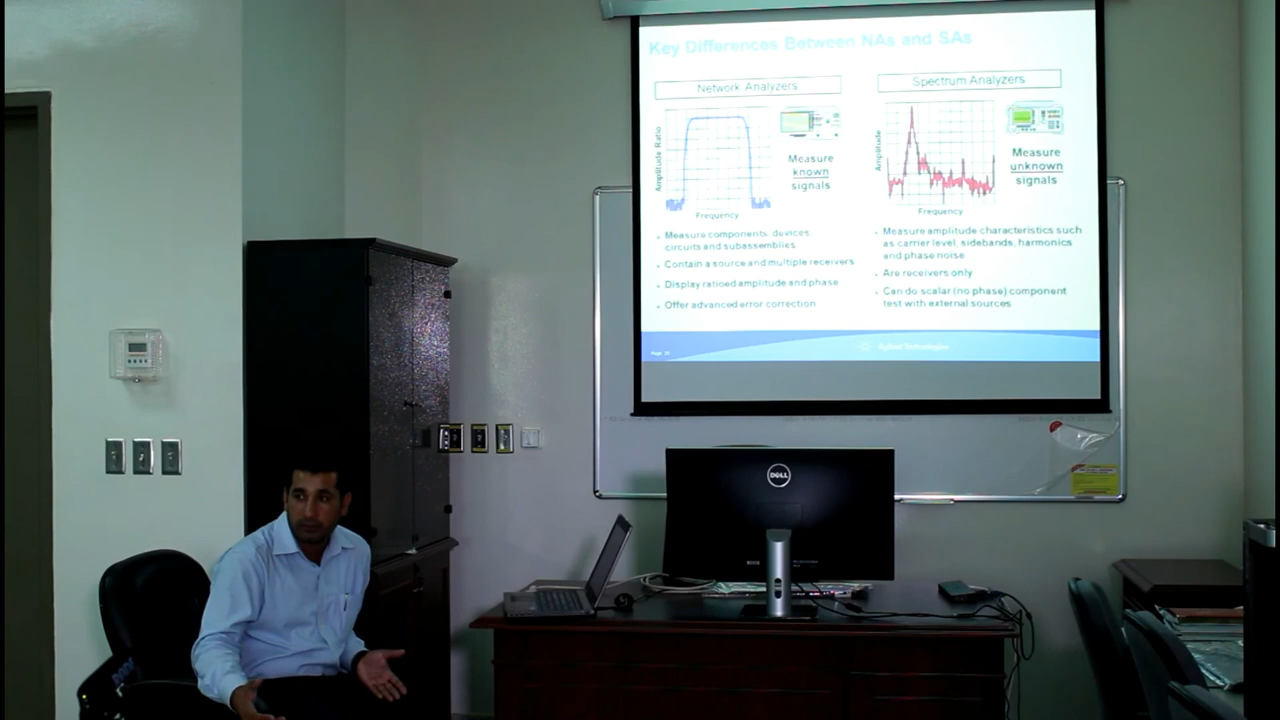 Key Differences Between NAs and SAs
Network Analyzers
Amplitude Ratio
Frequency
Measure
known
signals
• Measure components, devices,
circuits and subassemblies
• Contain a source and multiple receivers
• Display ratioed amplitude and phase
• Offer advanced error correction
Spectrum Analyzers
Amplitude
Frequency
Measure
unknown
signals
• Measure amplitude characteristics such
as carrier level, sidebands, harmonics
and phase noise
• Are receivers only
• Can do scalar (no phase) component
test with external sources
Page
Agilent Technologies
DELL